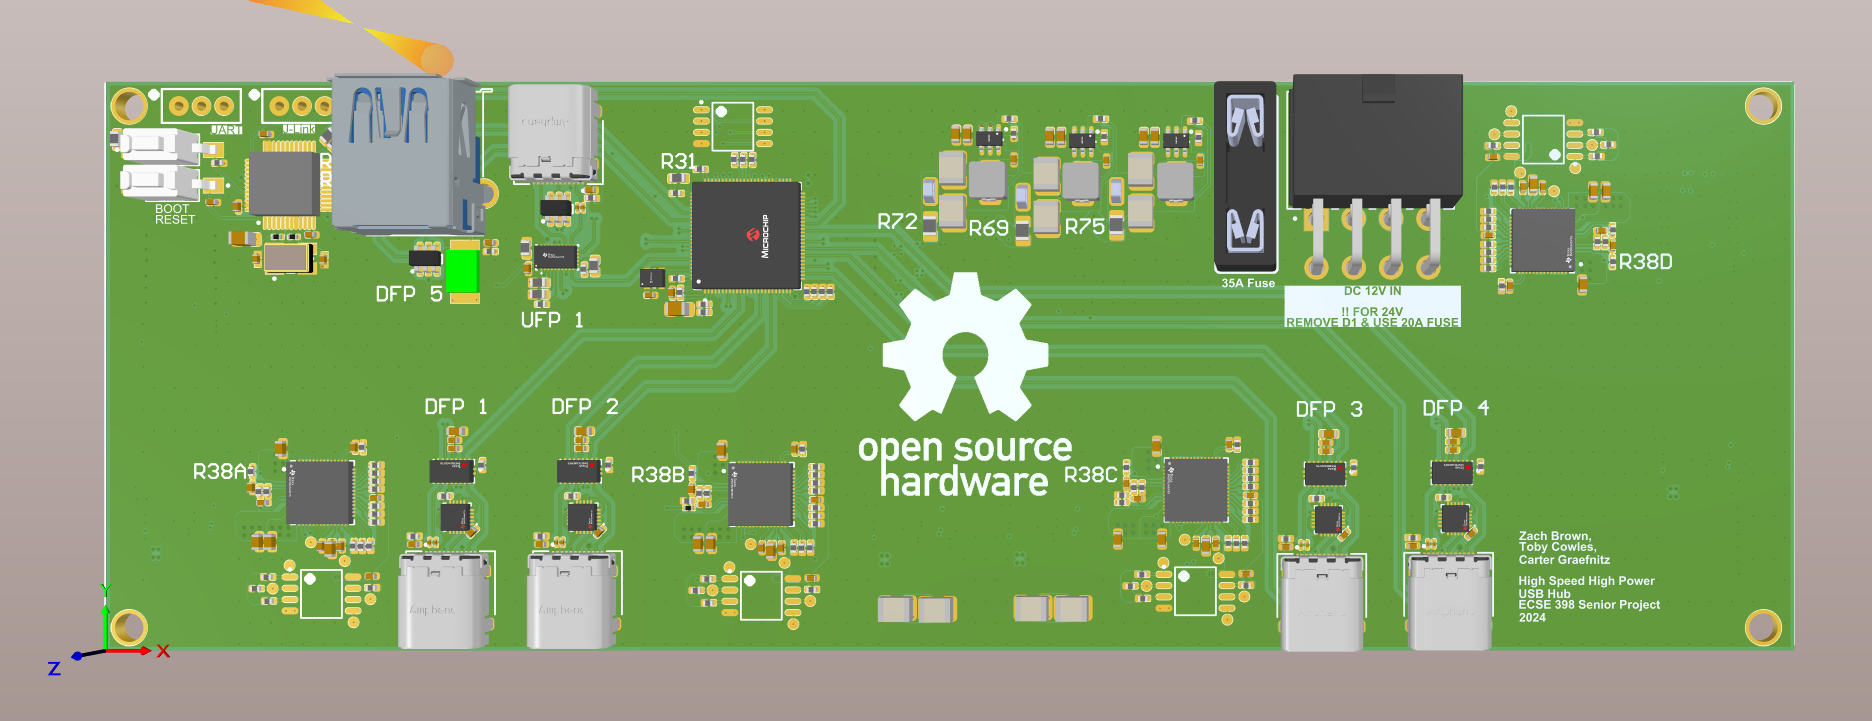 UART
J-Link
BOOT
RESET
DFP 5
UFP 1
R31
MICROCHIP
R72
R69
R75
35A Fuse
DC 12V IN
!! FOR 24V
REMOVE D1 & USE 20A FUSE
R38D
DFP 1
DFP 2
DFP 3
DFP 4
open source
hardware
R38A
R38B
R38C
Amphenol
Amphenol
Zach Brown,
Toby Cowles,
Carter Graefnitz
High Speed High Power
USB Hub
ECSE 398 Senior Project
2024
Y
X
Z